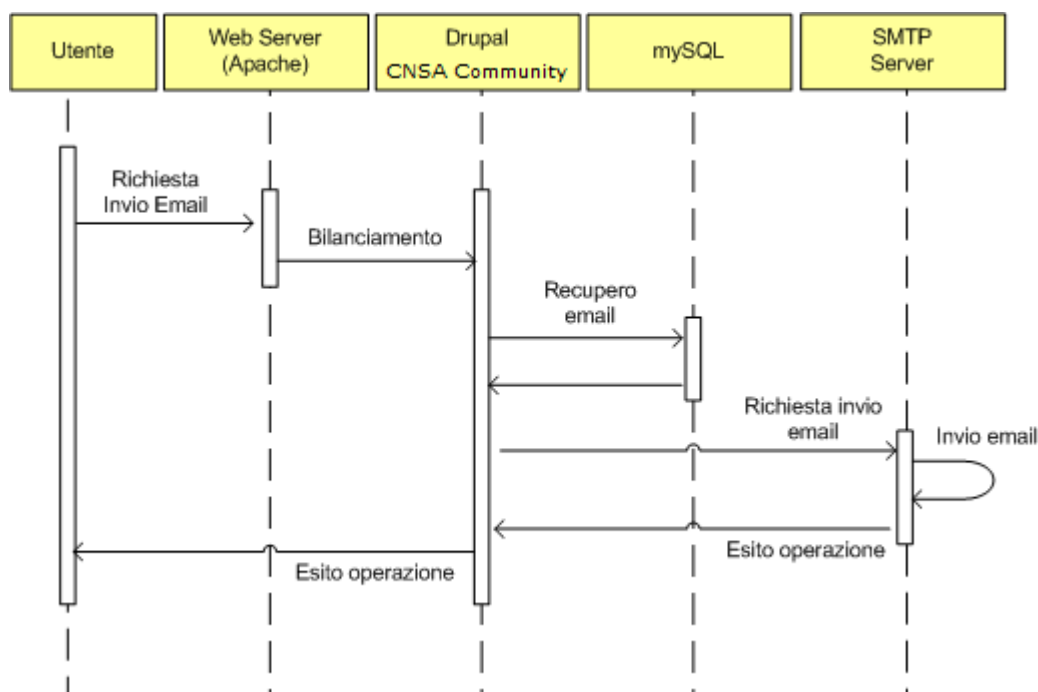 Utente
Web Server
(Apache)
Drupal
CNSA Community
mySQL
SMTP
Server
Richiesta
Invio Email
Bilanciamento
Recupero
email
Richiesta invio
email
Invio email
Esito operazione
Esito operazione